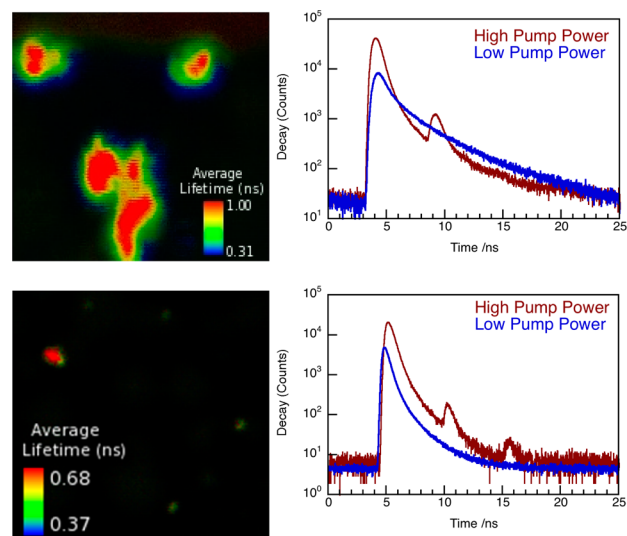 Average
Lifetime (ns)
1.00
0.31
10^5
10^4
10^3
10^2
10^1
Decay (Counts)
High Pump Power
Low Pump Power
0 5 10 15 20 25
Time /ns
Average
Lifetime (ns)
0.68
0.37
10^5
10^4
10^3
10^2
10^1
10^0
Decay (Counts)
High Pump Power
Low Pump Power
0 5 10 15 20 25
Time /ns